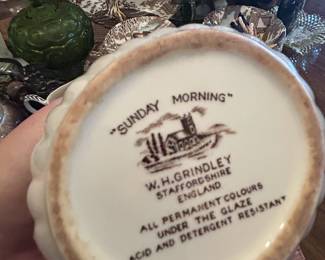 "SUNDAY MORNING"
W.H.GRINDLEY
STAFFORDSHIRE
ENGLAND
ALL PERMANENT COLOURS
UNDER THE GLAZE
ACID AND DETERGENT RESISTANT